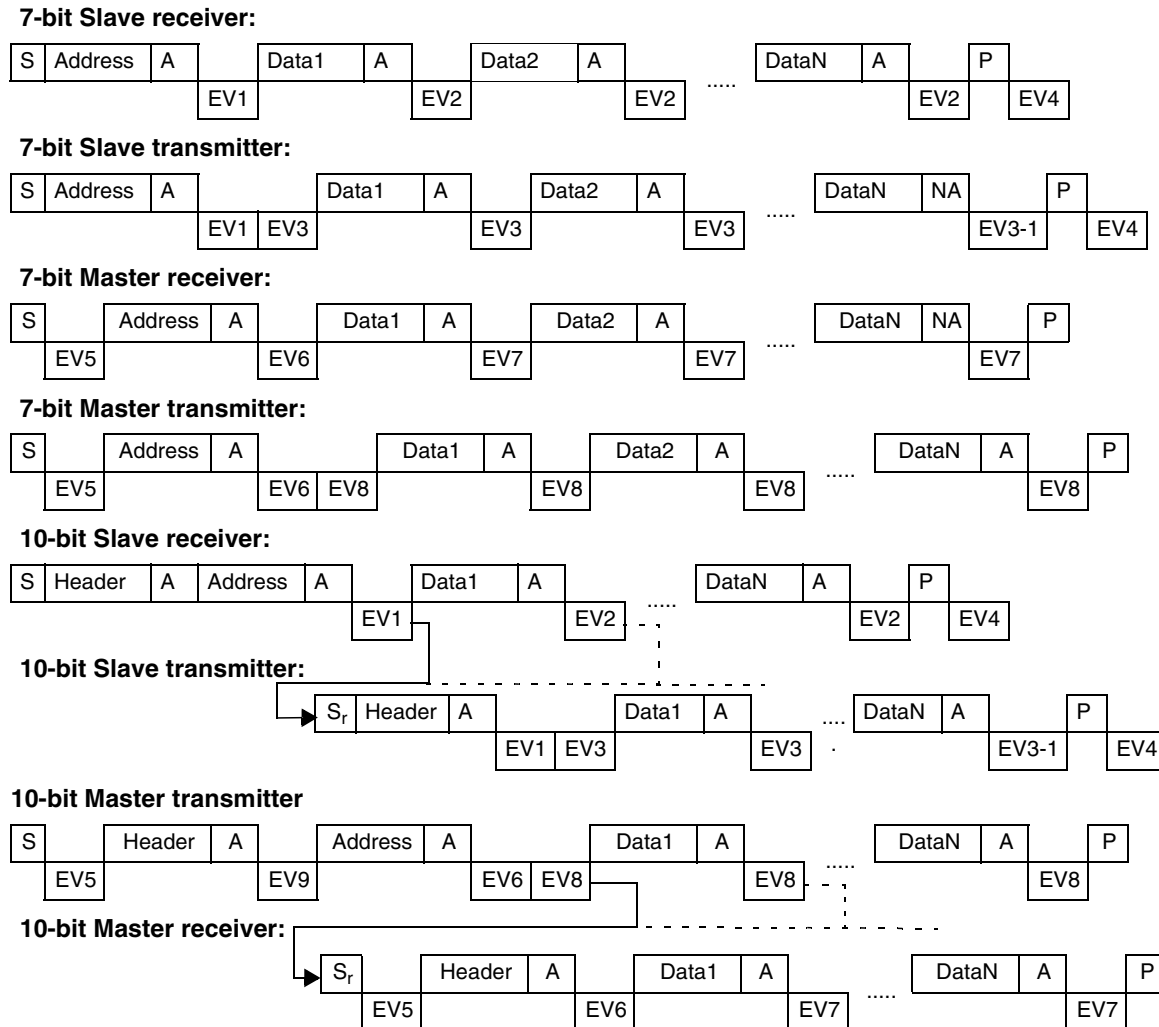 7-bit Slave receiver:
S Address A Data1 A Data2 A ..... DataN A P
EV1 EV2 EV2 EV2 EV4
7-bit Slave transmitter:
S Address A Data1 A Data2 A ..... DataN NA P
EV1 EV3 EV3 EV3 EV3-1 EV4
7-bit Master receiver:
S Address A Data1 A Data2 A ..... DataN NA P
EV5 EV6 EV7 EV7 EV7
7-bit Master transmitter:
S Address A Data1 A Data2 A ..... DataN A P
EV5 EV6 EV8 EV8 EV8 EV8
10-bit Slave receiver:
S Header A Address A Data1 A ..... DataN A P
EV1 EV2 EV2 EV4
10-bit Slave transmitter:
Sr Header A Data1 A .... DataN A P
EV1 EV3 EV3 . EV3-1 EV4
10-bit Master transmitter
S Header A Address A Data1 A ..... DataN A P
EV5 EV9 EV6 EV8 EV8 EV8
10-bit Master receiver:
Sr Header A Data1 A ..... DataN A P
EV5 EV6 EV7 EV7